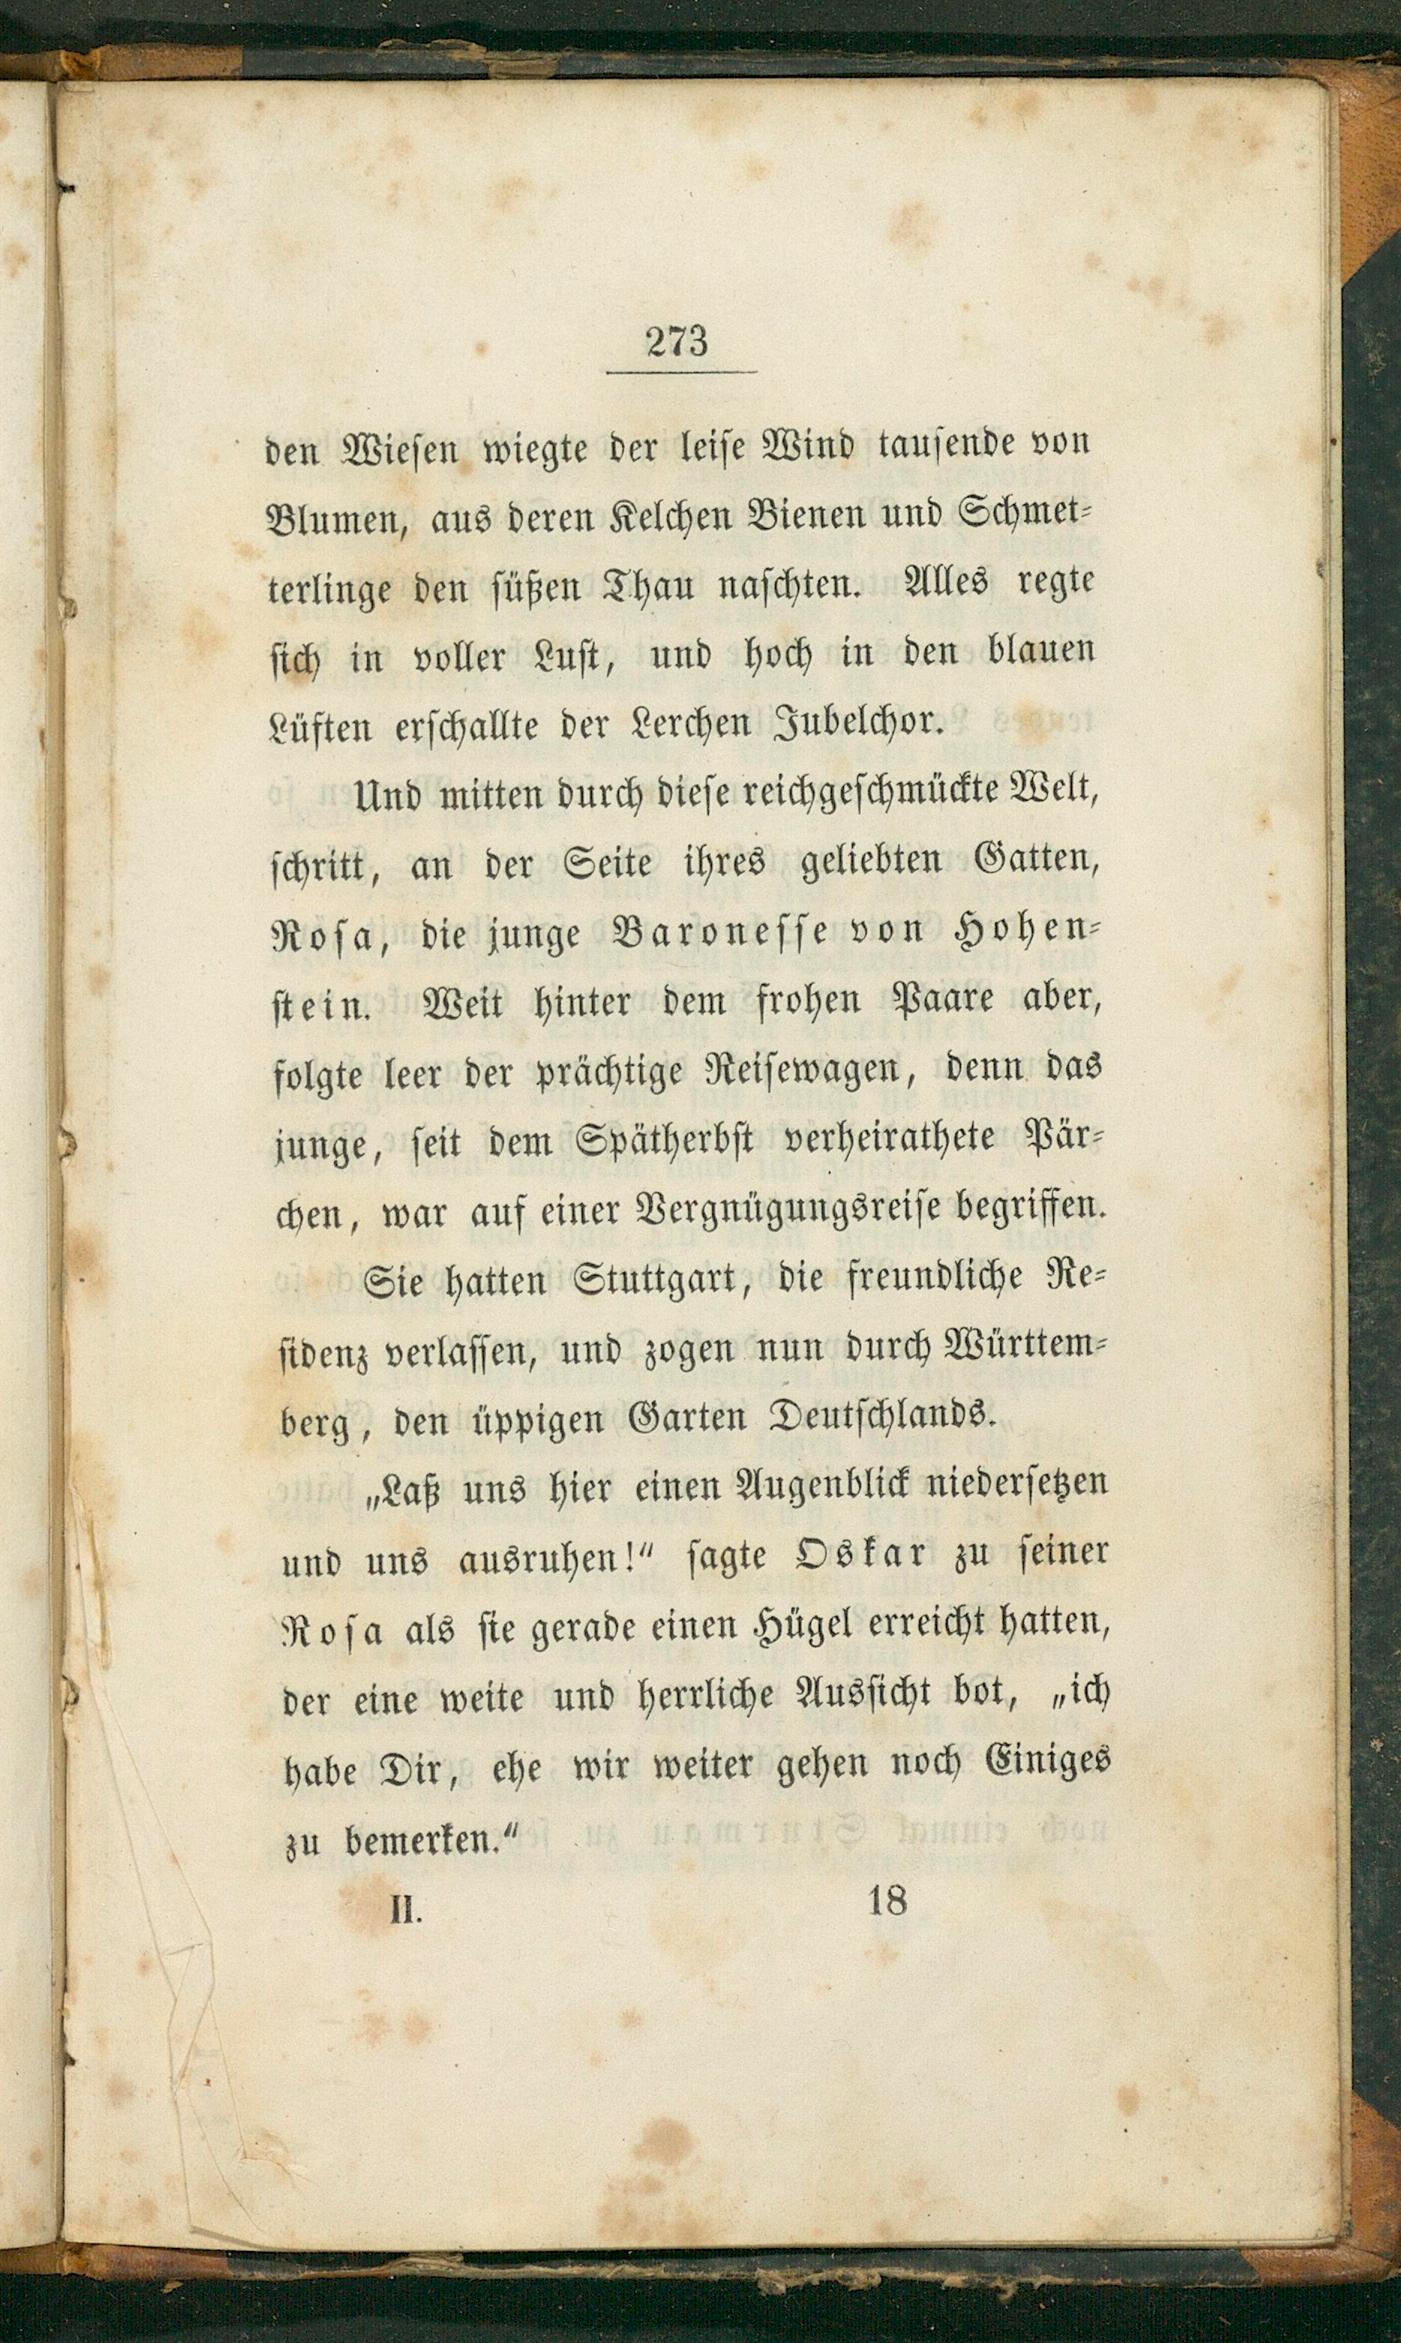 273
den Wiesen wiegte der leise Wind tausende von
Blumen, aus deren Kelchen Bienen und Schmet-
terlinge den süßen Thau naschten. Alles regte
sich in voller Lust, und hoch in den blauen
Lüften erschallte der Lerchen Jubelchor.
Und mitten durch diese reichgeschmückte Welt,
schritt, an der Seite ihres geliebten Gatten,
Rosa, die junge Baronesse von Hohen-
stein. Weit hinter dem frohen Paare aber,
folgte leer der prächtige Reisewagen, denn das
junge, seit dem Spätherbst verheirathete Pär-
chen, war auf einer Vergnügungsreise begriffen.
Sie hatten Stuttgart, die freundliche Re-
sidenz verlassen, und zogen nun durch Württem-
berg, den üppigen Garten Deutschlands.
„Laß uns hier einen Augenblick niedersetzen
und uns ausruhen!“ sagte Oskar zu seiner
Rosa als sie gerade einen Hügel erreicht hatten,
der eine weite und herrliche Aussicht bot, „ich
habe Dir, ehe wir weiter gehen noch Einiges
zu bemerken.“
II. 18